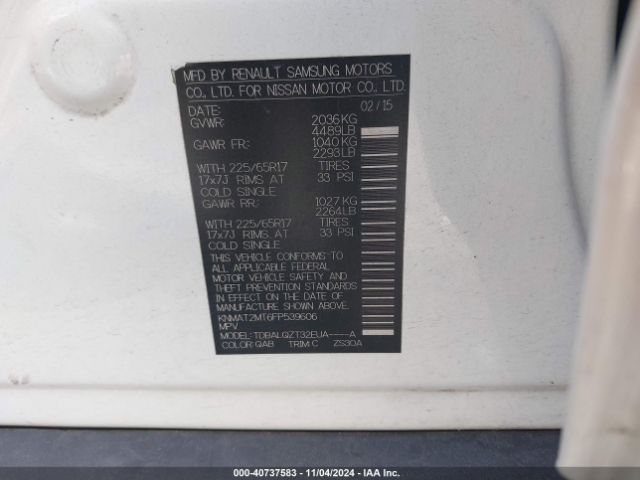 MFD BY RENAULT SAMSUNG MOTORS
CO., LTD. FOR NISSAN MOTOR CO., LTD.
DATE: 02/15
GVWR: 2036KG
4489LB
GAWR FR: 1040KG
2293LB
WITH 225/65R17 TIRES
17x7J RIMS AT 33 PSI
COLD SINGLE
GAWR RR: 1027KG
2264LB
WITH 225/65R17 TIRES
17x7J RIMS AT 33 PSI
COLD SINGLE
THIS VEHICLE CONFORMS TO
ALL APPLICABLE FEDERAL
MOTOR VEHICLE SAFETY AND
THEFT PREVENTION STANDARDS
IN EFFECT ON THE DATE OF
MANUFACTURE SHOWN ABOVE.
KNMAT2MT6FP539606
MPV
MODEL: TDBALQZT32EUA----A
COLOR: QAB TRIM: C ZS30A
000-40737583 - 11/04/2024 - IAA Inc.